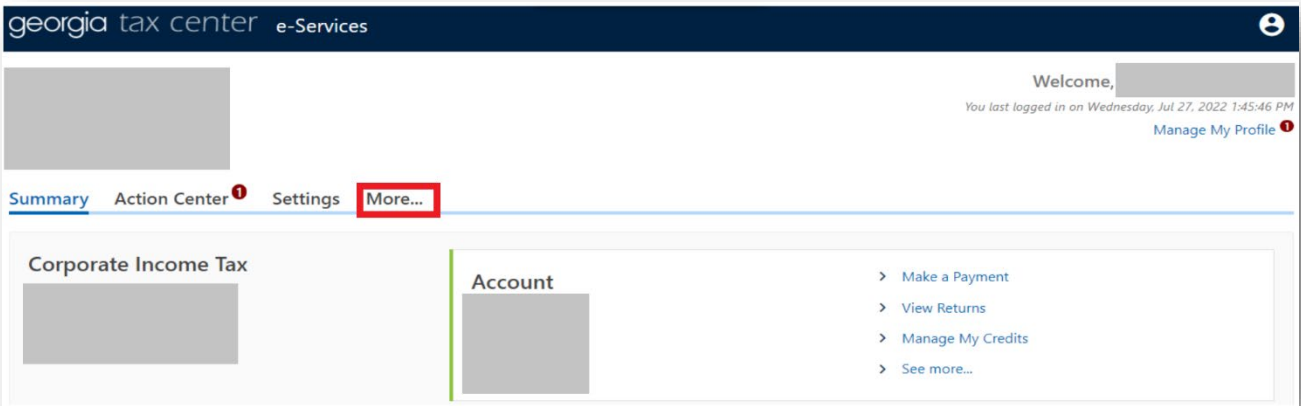 georgia tax center e-Services
Welcome,
You last logged in on Wednesday, Jul 27, 2022 1:45:46 PM
Manage My Profile 1
Summary Action Center 1 Settings More...
Corporate Income Tax
Account
> Make a Payment
> View Returns
> Manage My Credits
> See more...